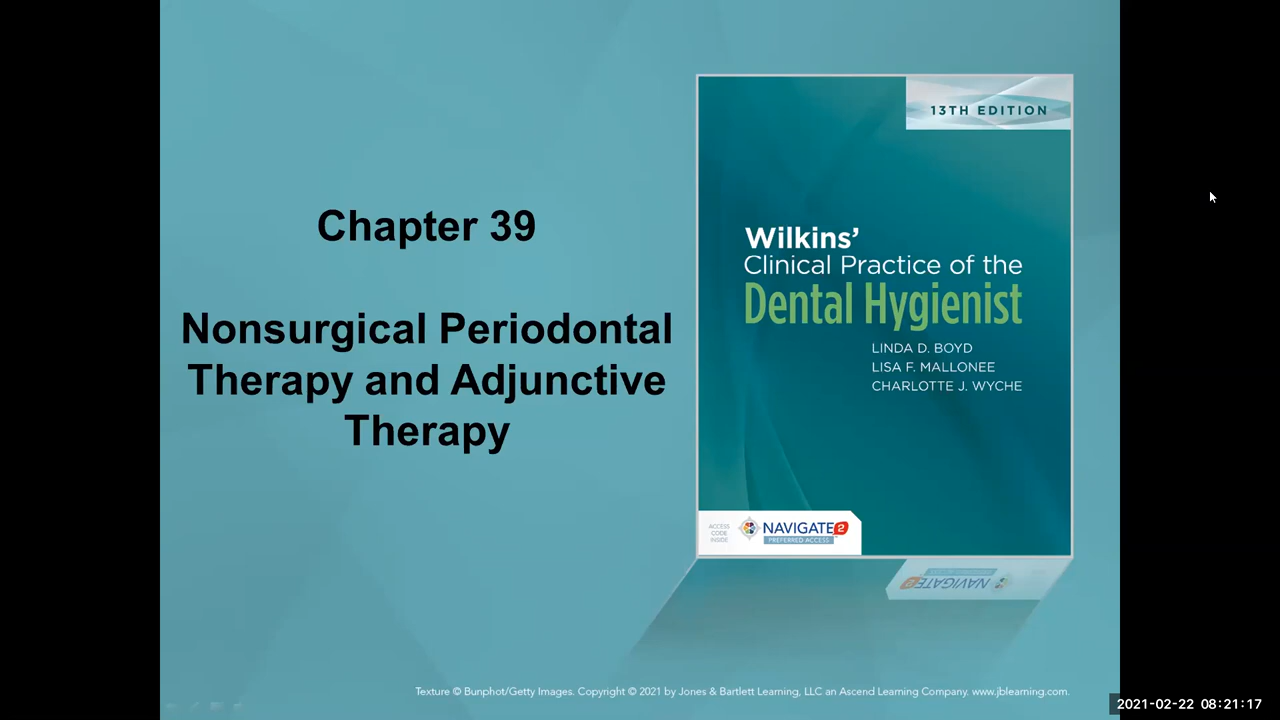 Chapter 39
Nonsurgical Periodontal
Therapy and Adjunctive
Therapy
13TH EDITION
Wilkins’
Clinical Practice of the
Dental Hygienist
LINDA D. BOYD
LISA F. MALLONEE
CHARLOTTE J. WYCHE
ACCESS
CODE
INSIDE
NAVIGATE 2
PREFERRED ACCESS
NAVIGATE
Texture © Bunphot/Getty Images. Copyright © 2021 by Jones & Bartlett Learning, LLC an Ascend Learning Company. www.jblearning.com.
2021-02-22 08:21:17